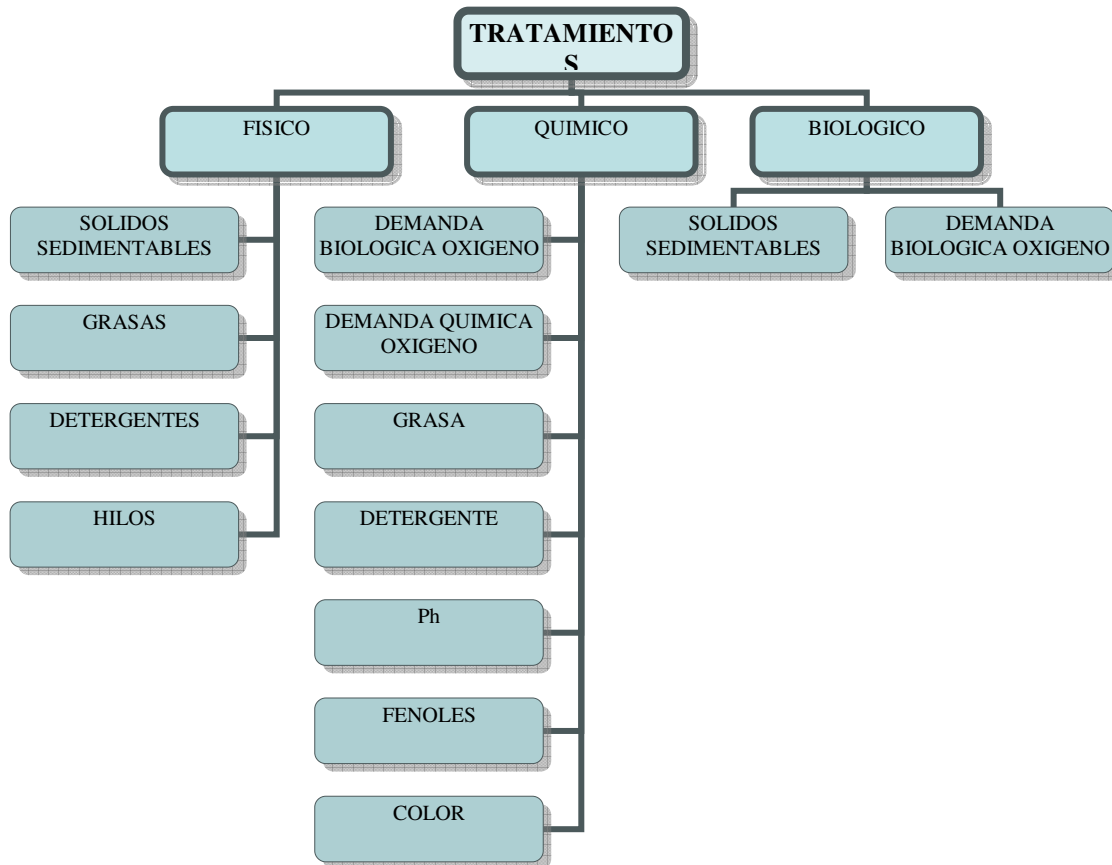 TRATAMIENTO
S
FISICO
QUIMICO
BIOLOGICO
SOLIDOS
SEDIMENTABLES
GRASAS
DETERGENTES
HILOS
DEMANDA
BIOLOGICA OXIGENO
DEMANDA QUIMICA
OXIGENO
GRASA
DETERGENTE
Ph
FENOLES
COLOR
SOLIDOS
SEDIMENTABLES
DEMANDA
BIOLOGICA OXIGENO